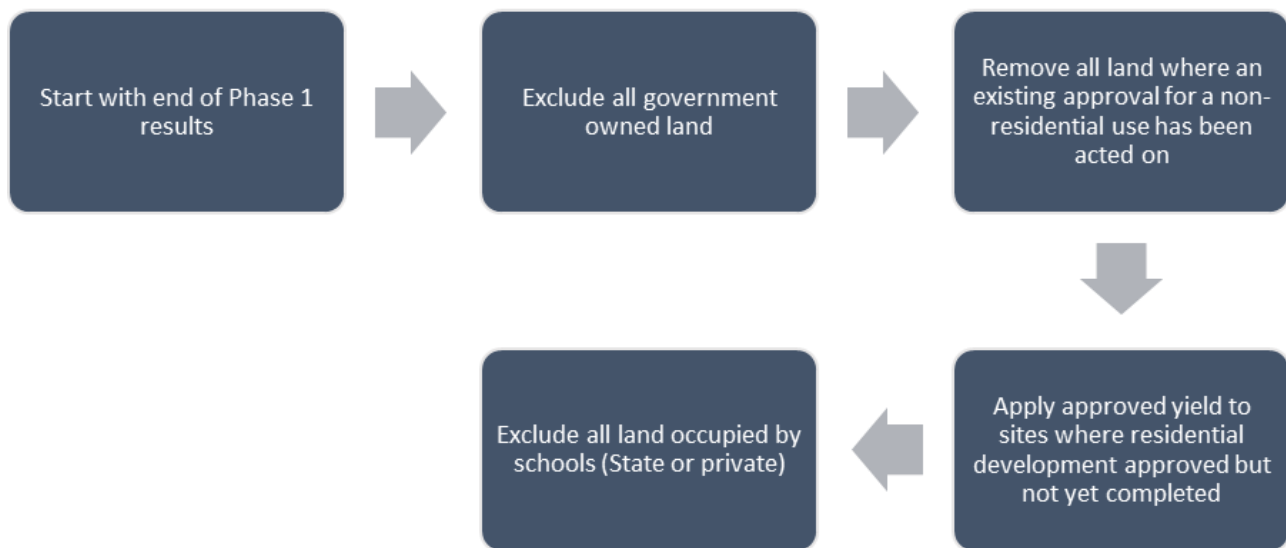 Start with end of Phase 1
results
Exclude all government
owned land
Remove all land where an
existing approval for a non-
residential use has been
acted on
Apply approved yield to
sites where residential
development approved but
not yet completed
Exclude all land occupied by
schools (State or private)